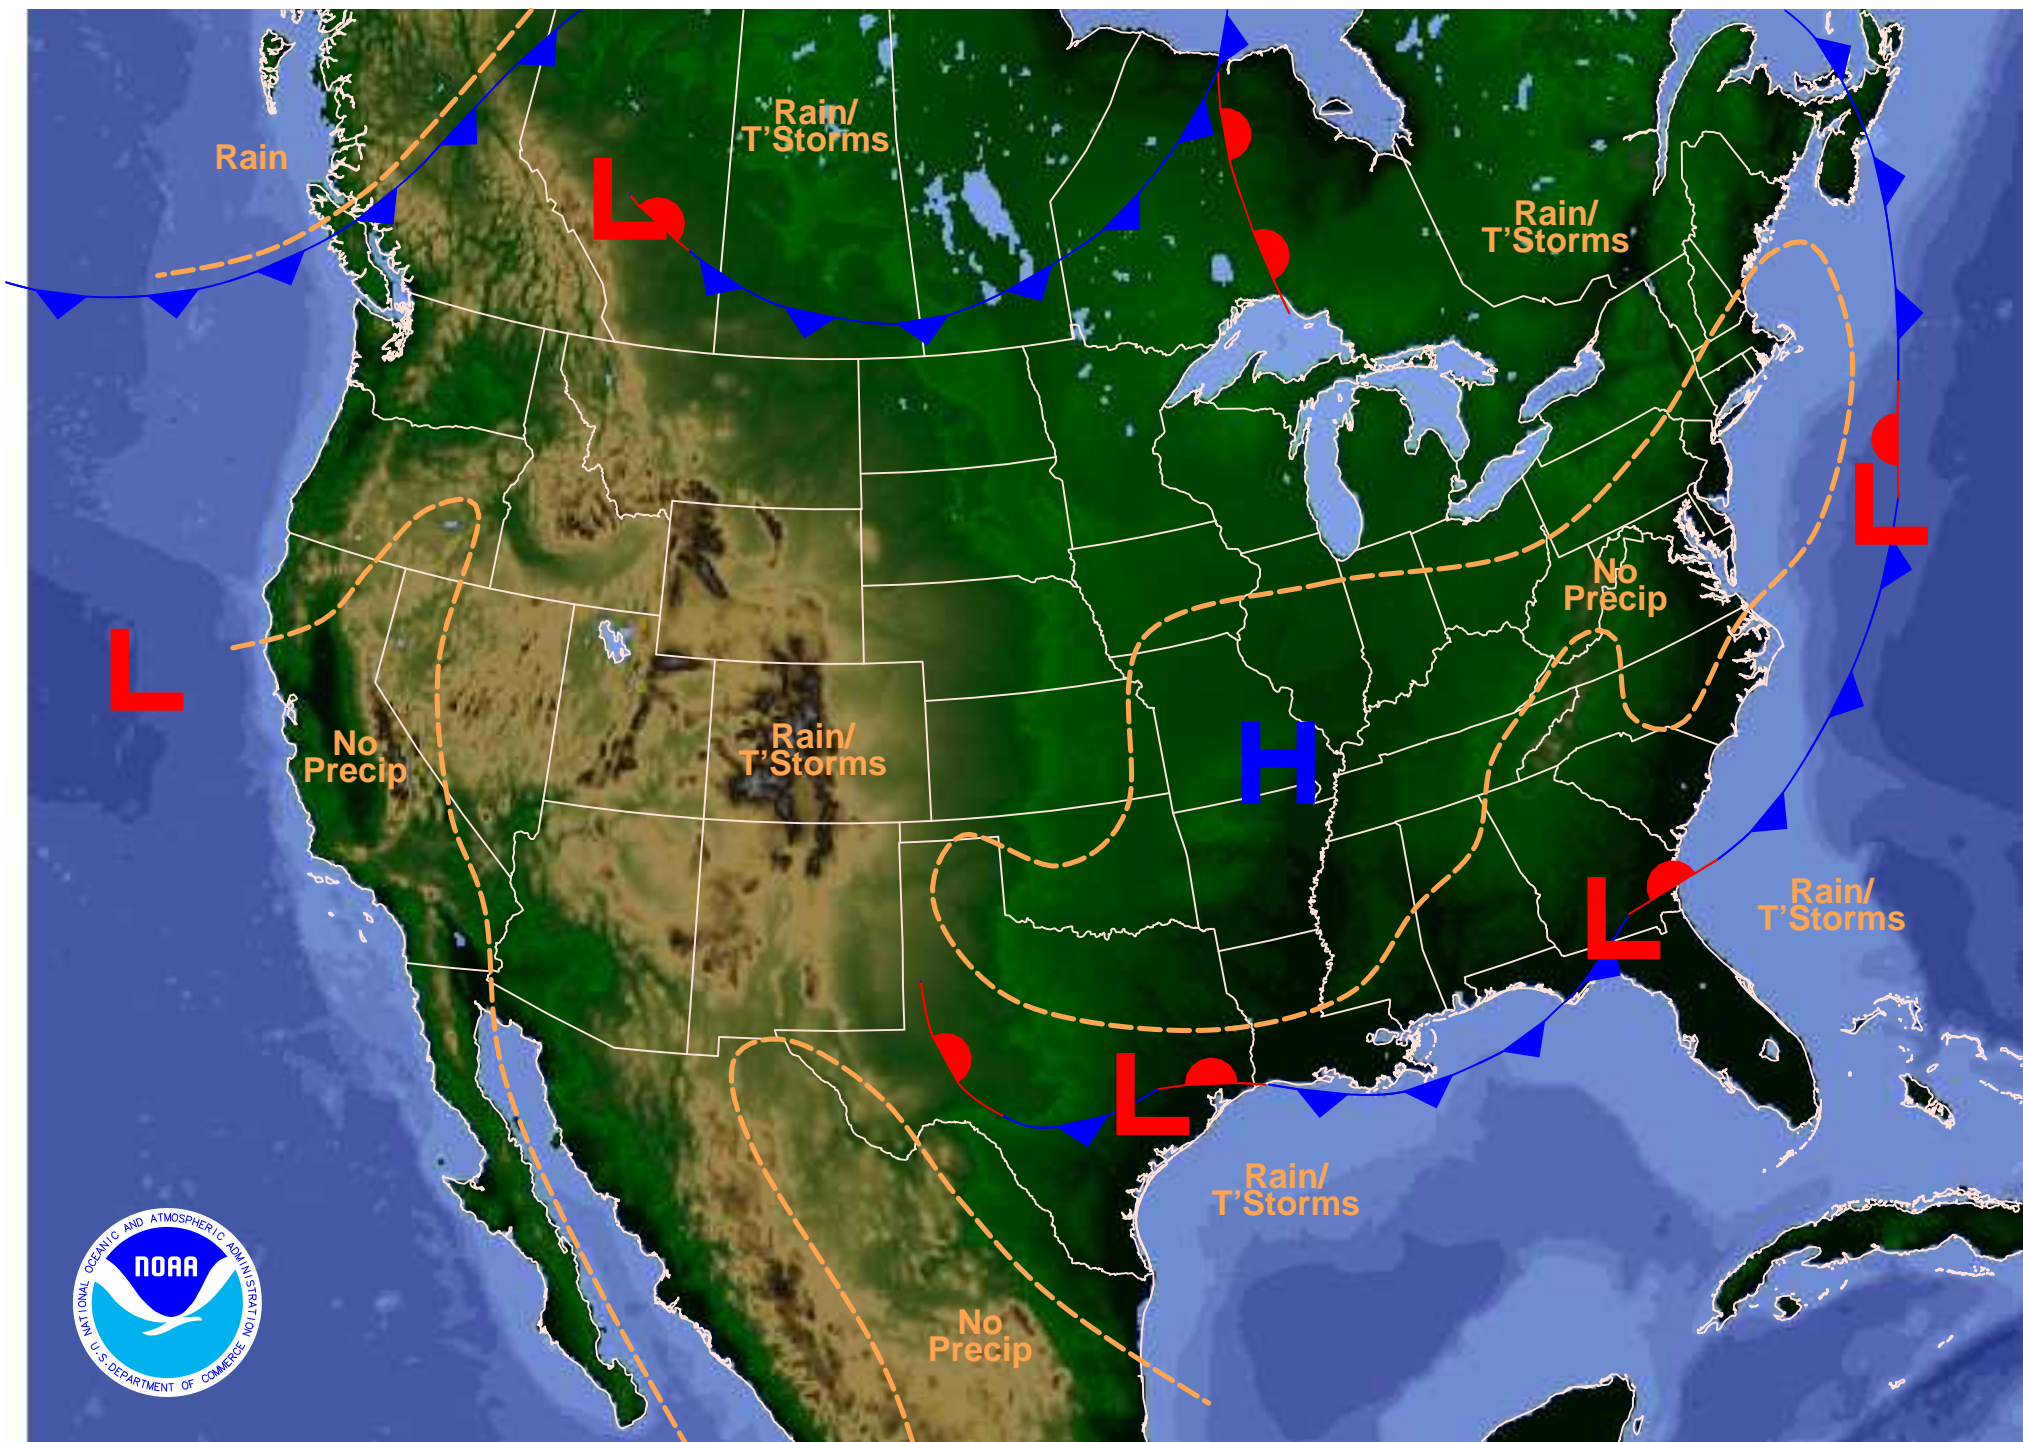 Rain/
T'Storms
Rain
Rain/
T'Storms
L
No
Precip
L
L
No
Precip
Rain/
T'Storms
H
Rain/
T'Storms
L
L
Rain/
T'Storms
No
Precip
NATIONAL OCEANIC AND ATMOSPHERIC ADMINISTRATION
NOAA
U.S. DEPARTMENT OF COMMERCE